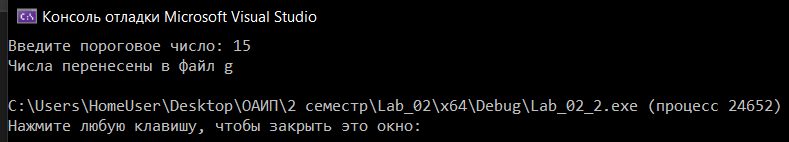 Консоль отладки Microsoft Visual Studio
Введите пороговое число: 15
Числа перенесены в файл g
C:\Users\HomeUser\Desktop\ОАИП\2 семестр\Lab_02\x64\Debug\Lab_02_2.exe (процесс 24652)
Нажмите любую клавишу, чтобы закрыть это окно: